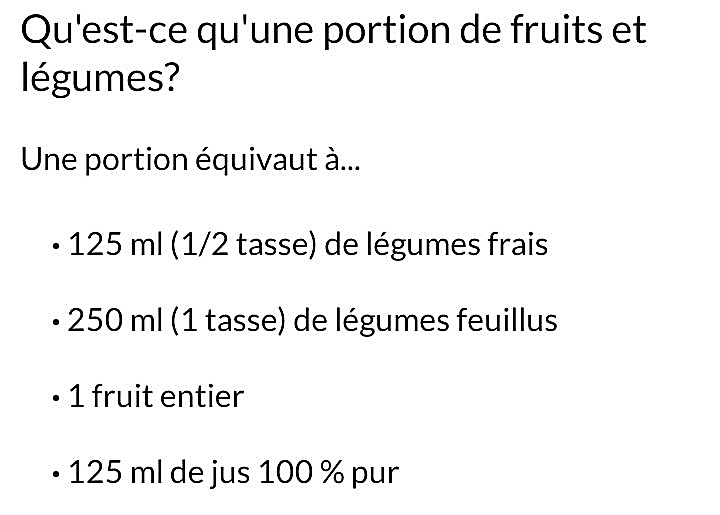 Qu'est-ce qu'une portion de fruits et
légumes?
Une portion équivaut à...
• 125 ml (1/2 tasse) de légumes frais
• 250 ml (1 tasse) de légumes feuillus
• 1 fruit entier
• 125 ml de jus 100 % pur